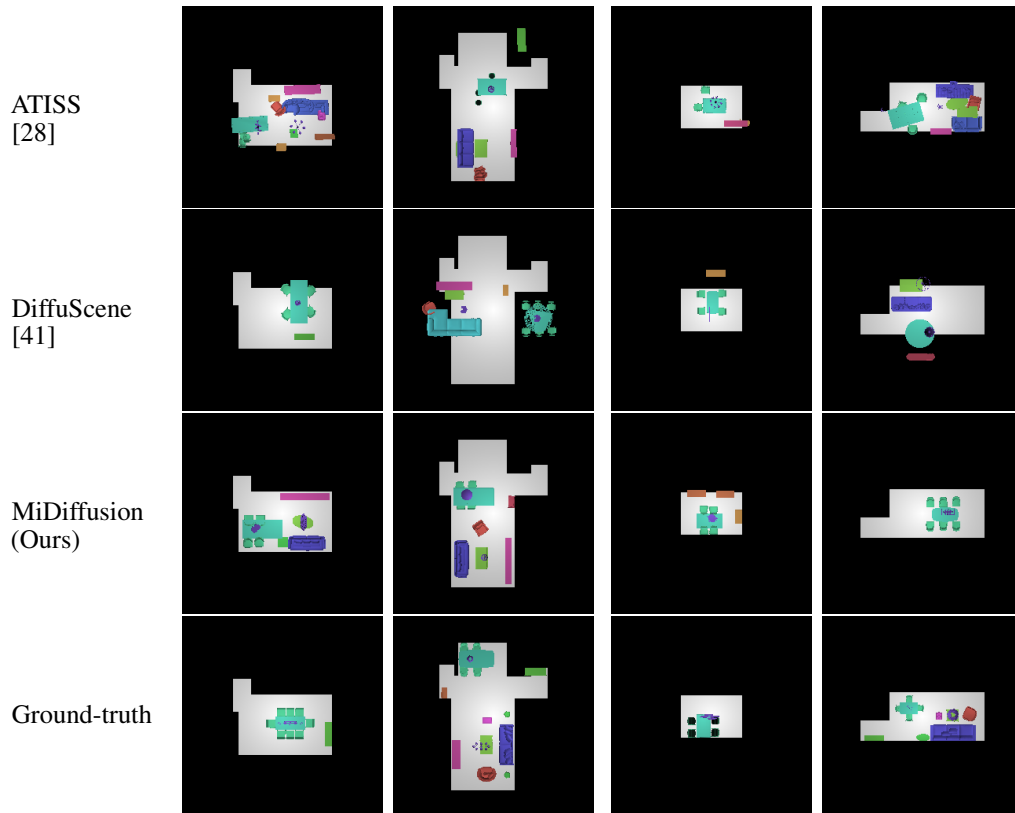 ATISS
[28]
DiffuScene
[41]
MiDiffusion
(Ours)
Ground-truth